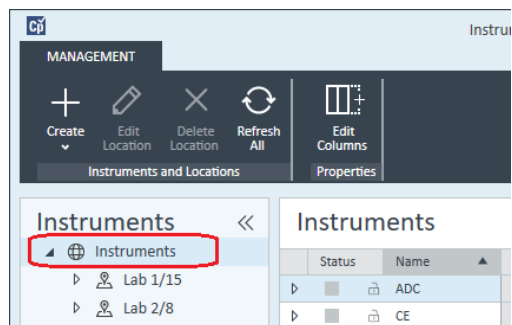 Cp
Instru
MANAGEMENT
Create
Edit
Location
Delete
Location
Refresh
All
Edit
Columns
Instruments and Locations
Properties
Instruments
Instruments
Lab 1/15
Lab 2/8
Instruments
Status Name
ADC
CE